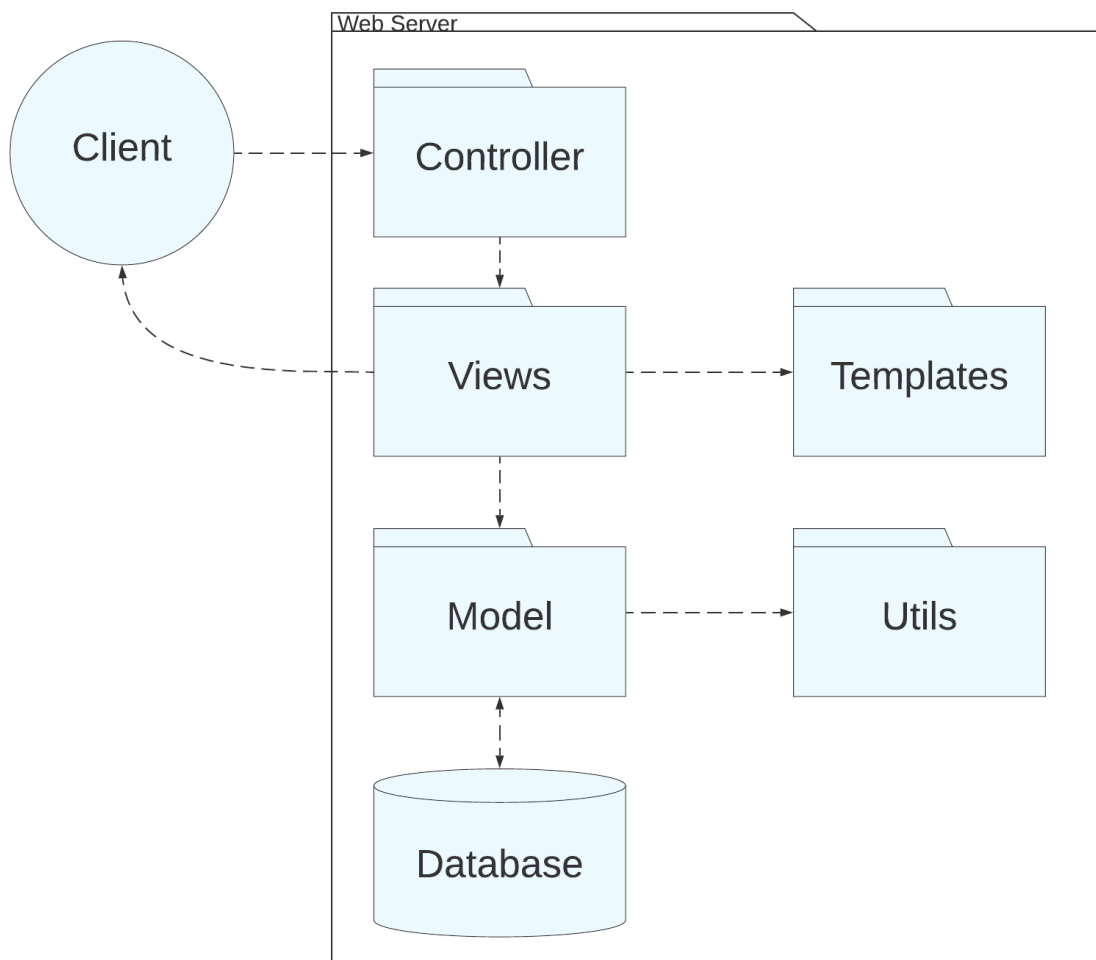 Web Server
Client
Controller
Views
Templates
Model
Utils
Database